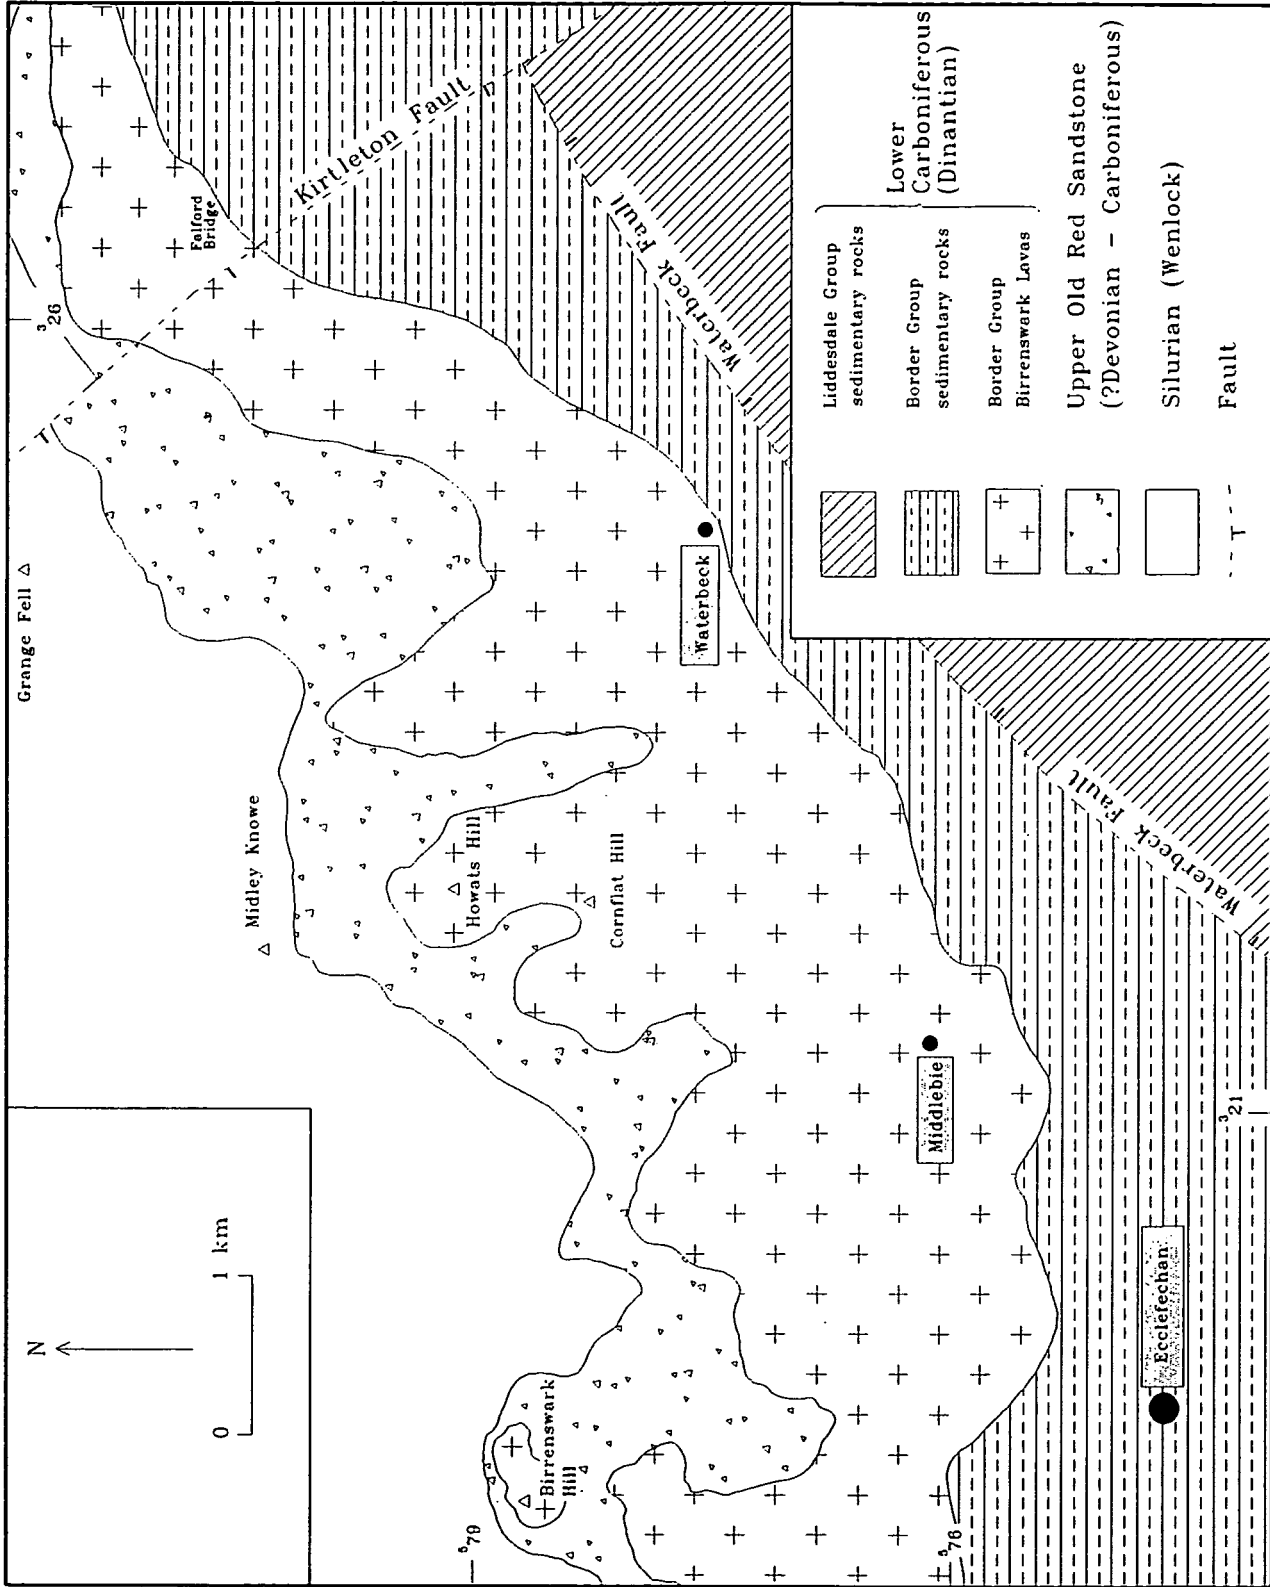 N
0 1 km
Grange Fell
Midley Knowe
3 26
Falford
Bridge
Kirtleton Fault
Howats Hill
Cornflat Hill
Birrenswark
Hill
5 79
Waterbeck
Waterbeck Fault
Middlebie
5 76
Ecclefechan
3 21
Waterbeck Fault
Liddesdale Group
sedimentary rocks
Border Group
sedimentary rocks
Border Group
Birrenswark Lavas
Lower
Carboniferous
(Dinantian)
Upper Old Red Sandstone
(?Devonian - Carboniferous)
Silurian (Wenlock)
Fault